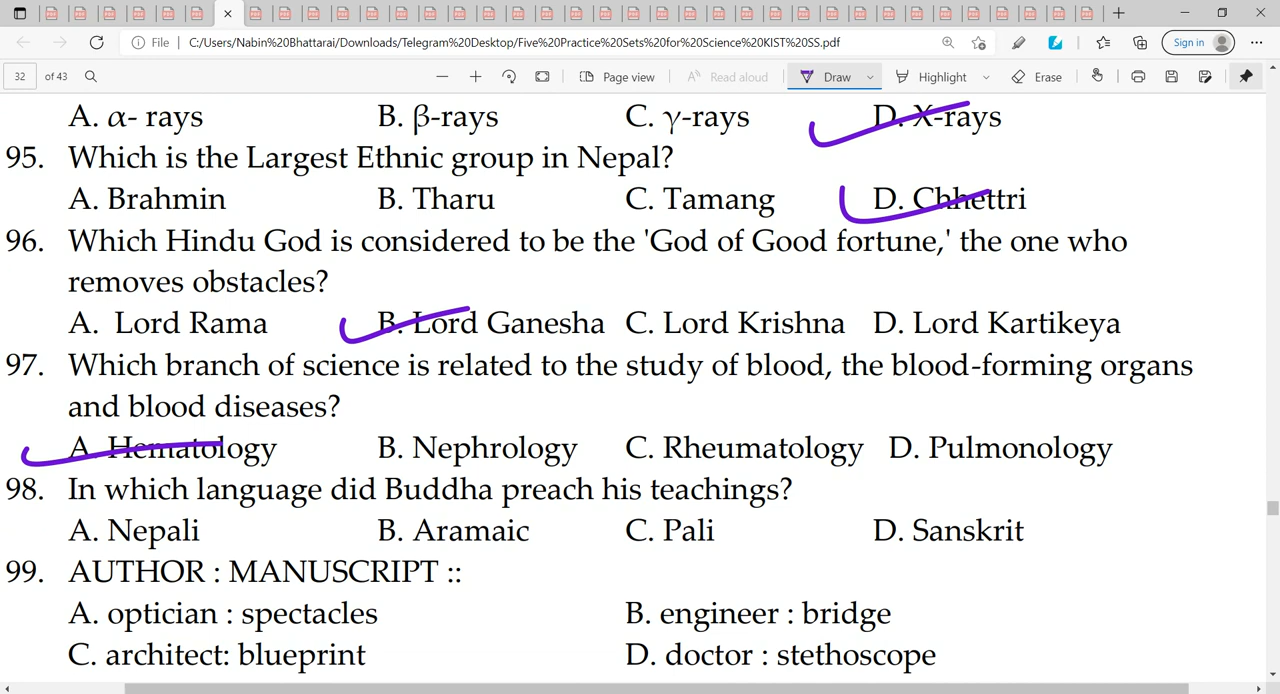 File
C:/Users/Nabin%20Bhattarai/Downloads/Telegram%20Desktop/Five%20Practice%20Sets%20for%20Science%20KIST%20SS.pdf
Sign in
32 of 43
Page view
Read aloud
Draw
Highlight
Erase
A. α- rays B. β-rays C. γ-rays D. X-rays
95. Which is the Largest Ethnic group in Nepal?
A. Brahmin B. Tharu C. Tamang D. Chhettri
96. Which Hindu God is considered to be the 'God of Good fortune,' the one who
removes obstacles?
A. Lord Rama B. Lord Ganesha C. Lord Krishna D. Lord Kartikeya
97. Which branch of science is related to the study of blood, the blood-forming organs
and blood diseases?
A. Hematology B. Nephrology C. Rheumatology D. Pulmonology
98. In which language did Buddha preach his teachings?
A. Nepali B. Aramaic C. Pali D. Sanskrit
99. AUTHOR : MANUSCRIPT ::
A. optician : spectacles B. engineer : bridge
C. architect: blueprint D. doctor : stethoscope